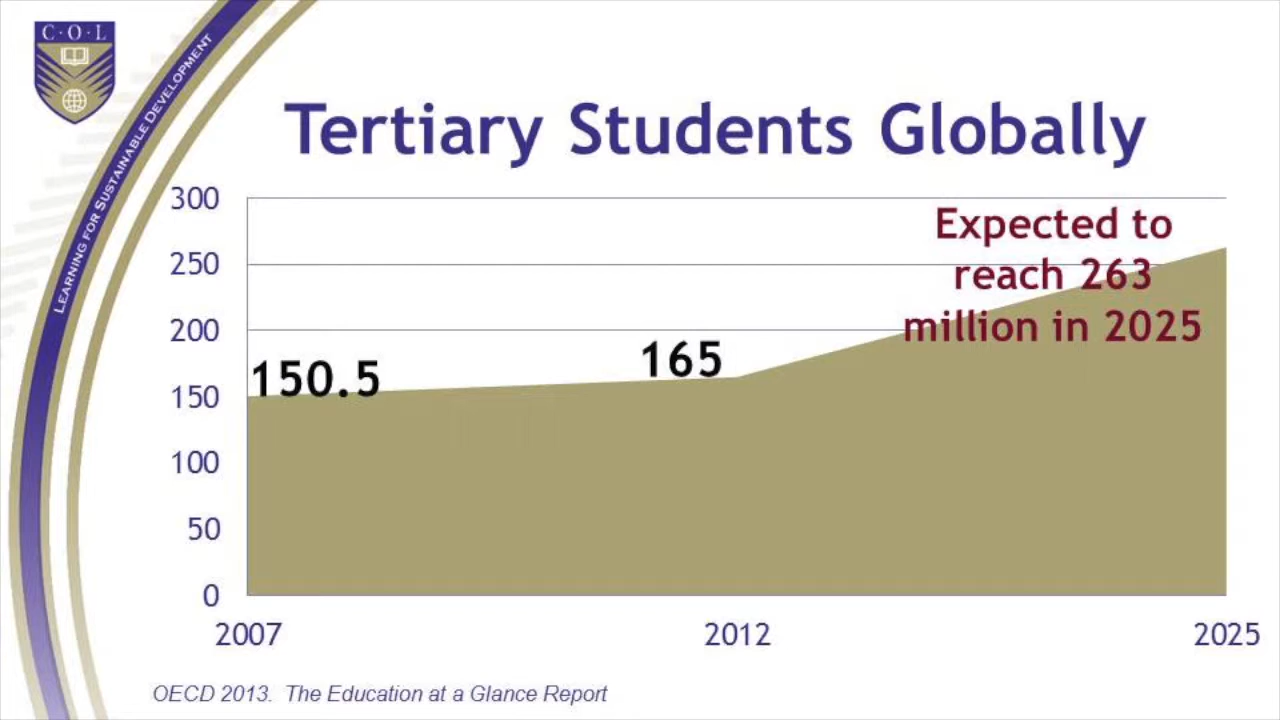 C·O·L
LEARNING FOR SUSTAINABLE DEVELOPMENT
Tertiary Students Globally
300
250
200
150
100
50
0
150.5
165
Expected to
reach 263
million in 2025
2007
2012
2025
OECD 2013. The Education at a Glance Report